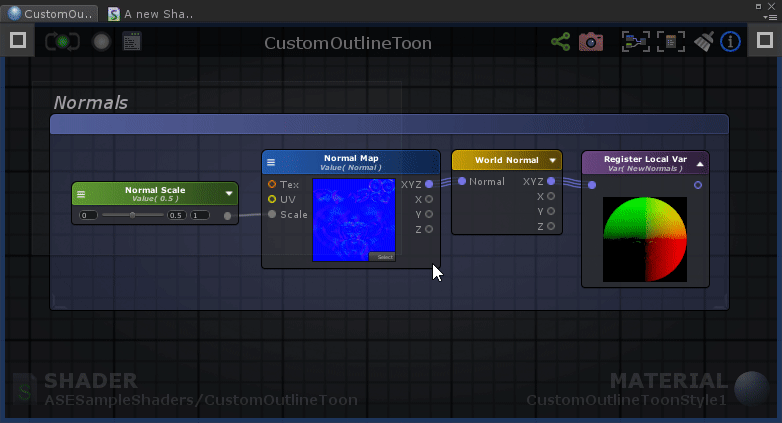 CustomOu..
A new Sha..
CustomOutlineToon
Normals
Normal Scale
Value( 0.5 )
0
0.5
1
Normal Map
Value( Normal )
Tex
UV
Scale
XYZ
X
Y
Z
Select
World Normal
Normal
XYZ
X
Y
Z
Register Local Var
Var( NewNormals )
S
SHADER
ASESampleShaders/CustomOutlineToon
MATERIAL
CustomOutlineToonStyle1